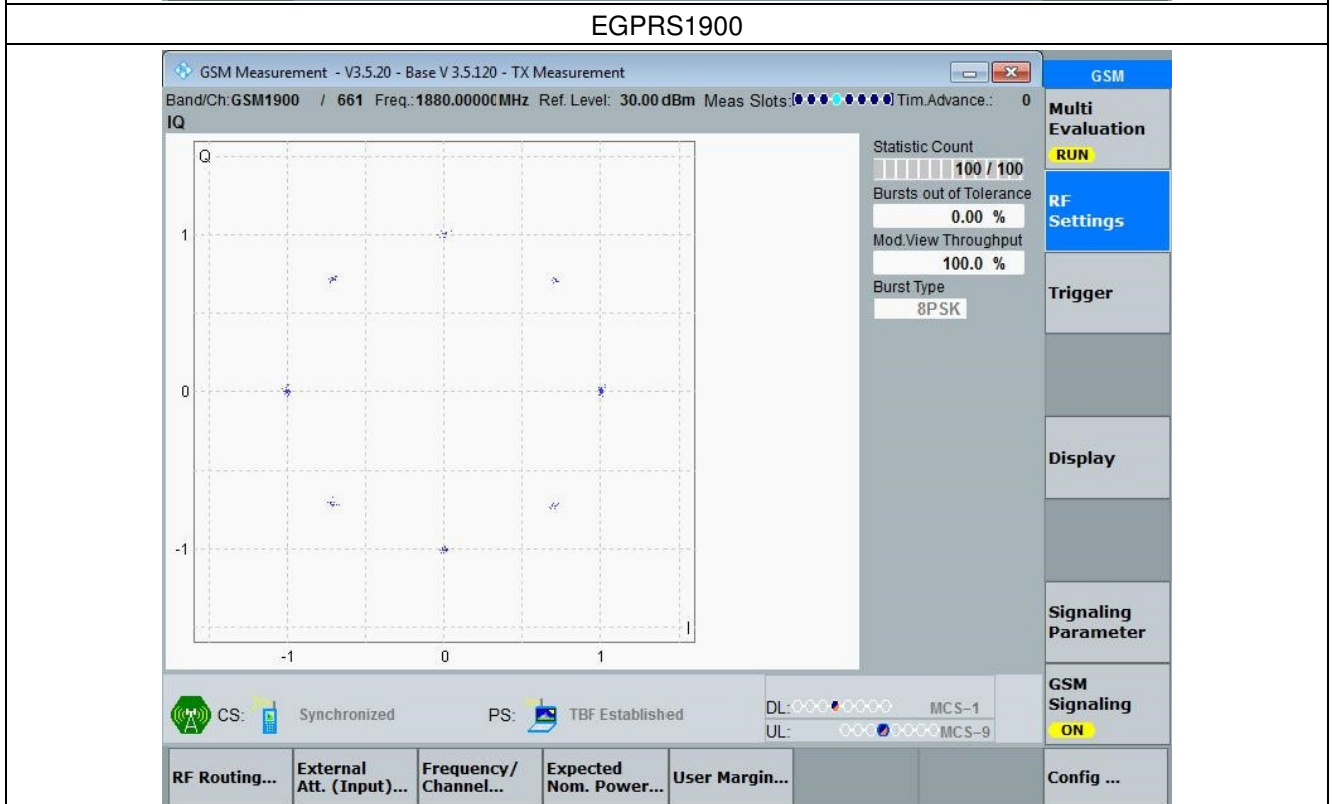 EGPRS1900
GSM Measurement - V3.5.20 - Base V 3.5.120 - TX Measurement
GSM
Band/Ch:GSM1900 / 661 Freq.:1880.00000MHz Ref. Level: 30.00 dBm Meas Slots: Tim.Advance.: 0
IQ
Multi
Evaluation
RUN
Q
Statistic Count
100 / 100
Bursts out of Tolerance
0.00 %
RF
Settings
1
Mod.View Throughput
100.0 %
Burst Type
8PSK
Trigger
0
Display
-1
I
-1 0 1
Signaling
Parameter
CS: Synchronized PS: TBF Established
DL: MCS-1
UL: MCS-9
GSM
Signaling
ON
RF Routing...
External
Att. (Input)...
Frequency/
Channel...
Expected
Nom. Power...
User Margin...
Config ...